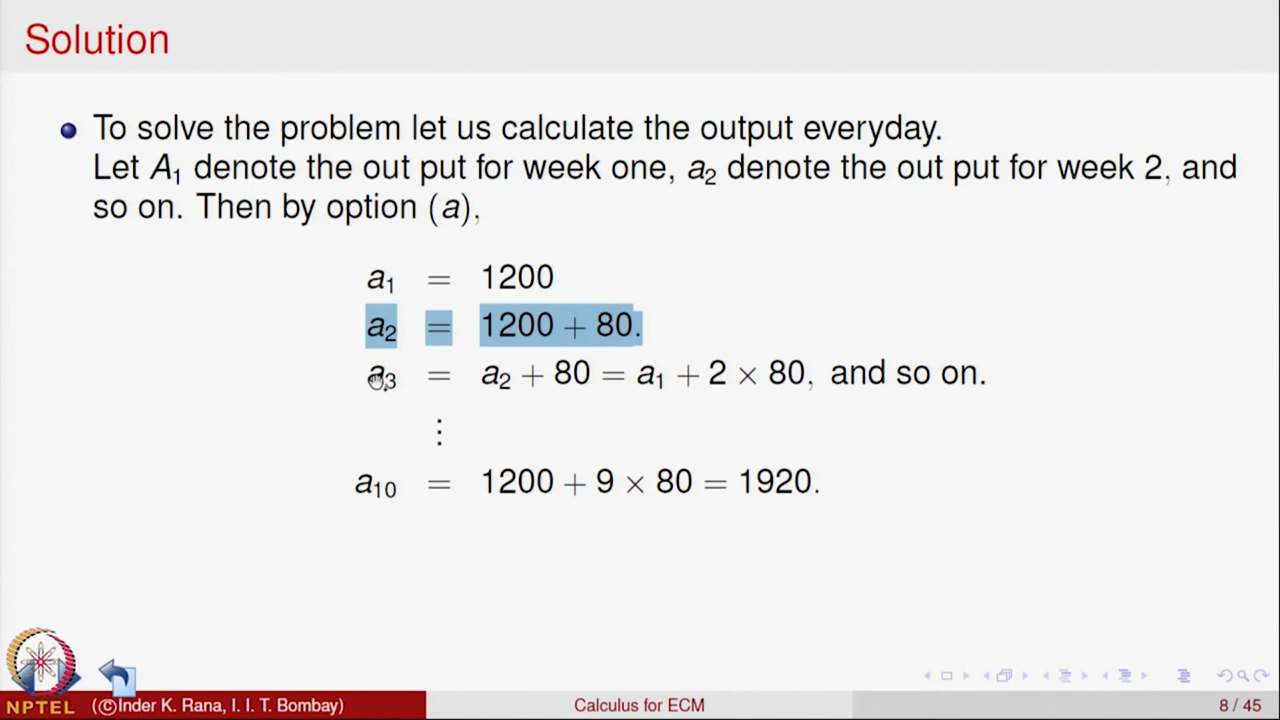 Solution
To solve the problem let us calculate the output everyday.
Let A₁ denote the out put for week one, a₂ denote the out put for week 2, and
so on. Then by option (a),
a₁ = 1200
a₂ = 1200 + 80.
a₃ = a₂ + 80 = a₁ + 2 × 80, and so on.
⋮
a₁₀ = 1200 + 9 × 80 = 1920.
NPTEL (©Inder K. Rana, I. I. T. Bombay) Calculus for ECM 8 / 45